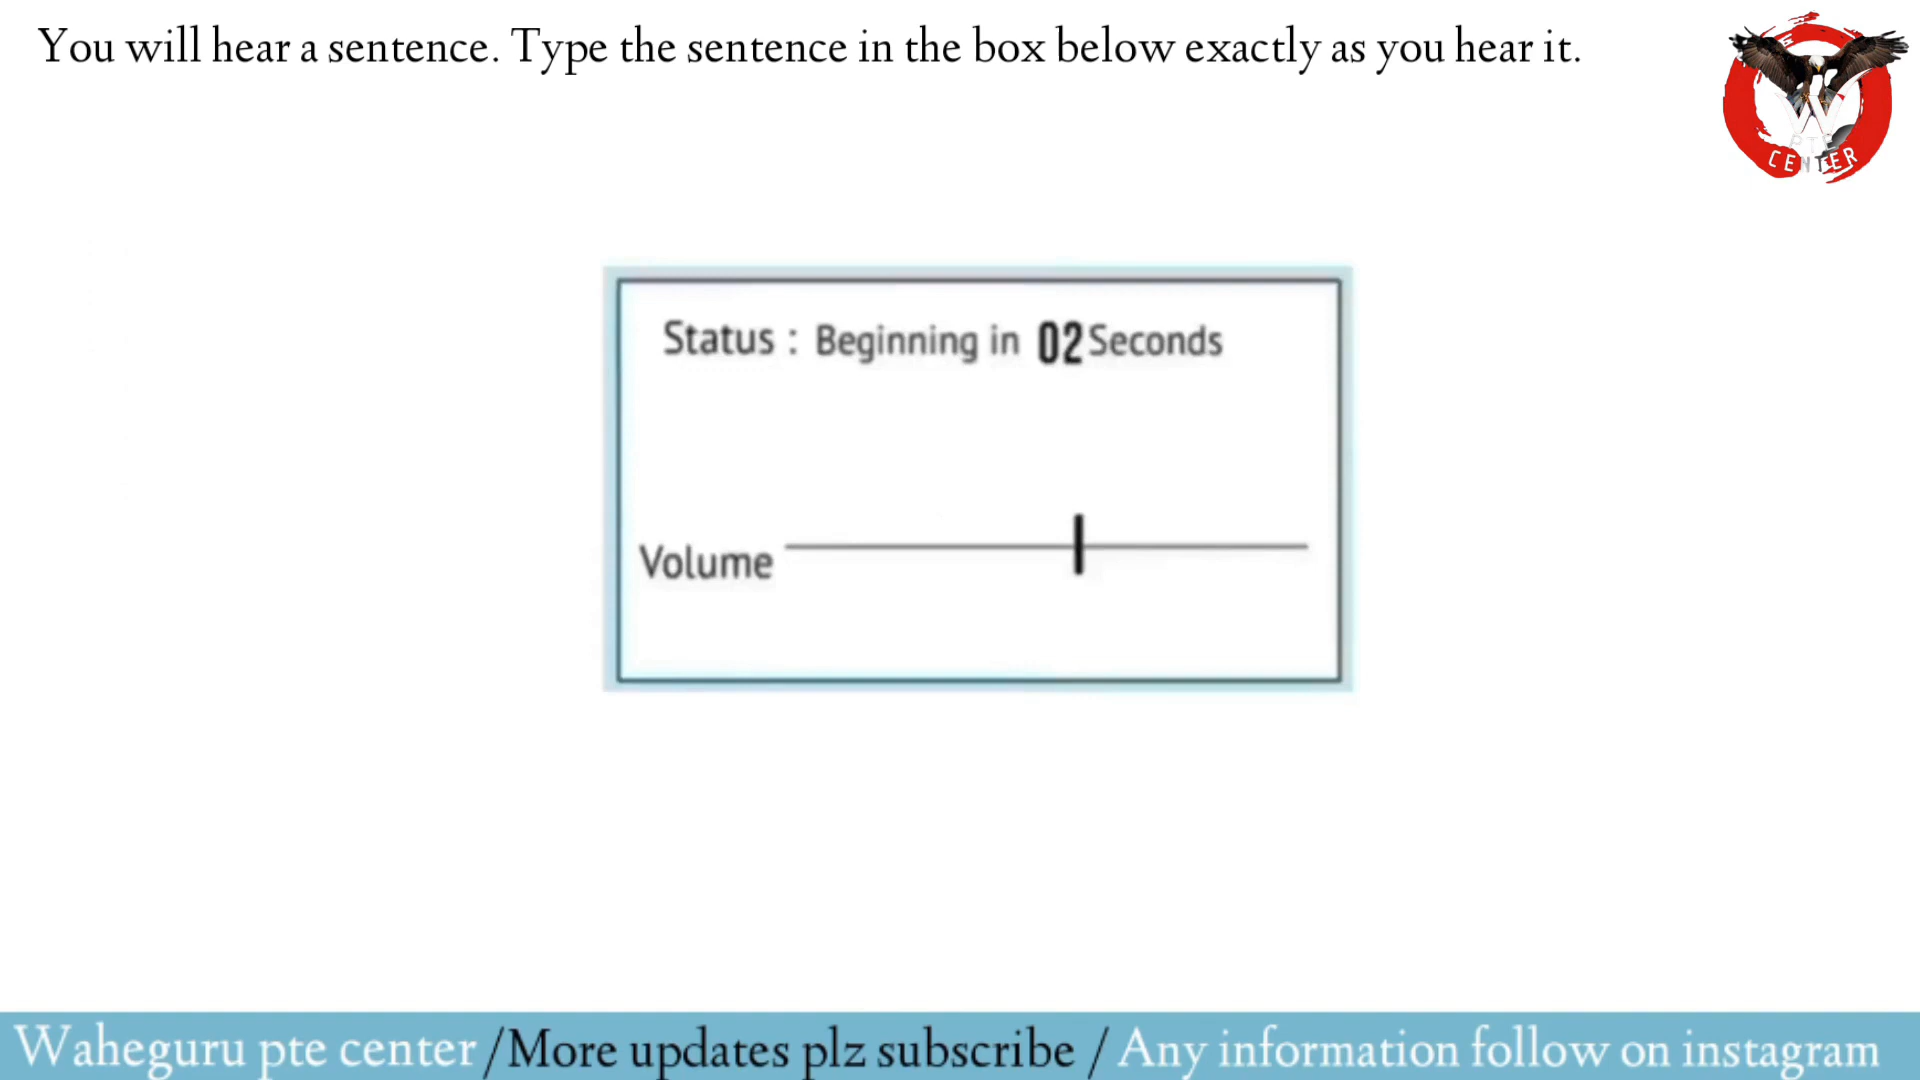 You will hear a sentence. Type the sentence in the box below exactly as you hear it.
W
PTE
CENTER
Status : Beginning in 02 Seconds
Volume
Waheguru pte center /More updates plz subscribe / Any information follow on instagram